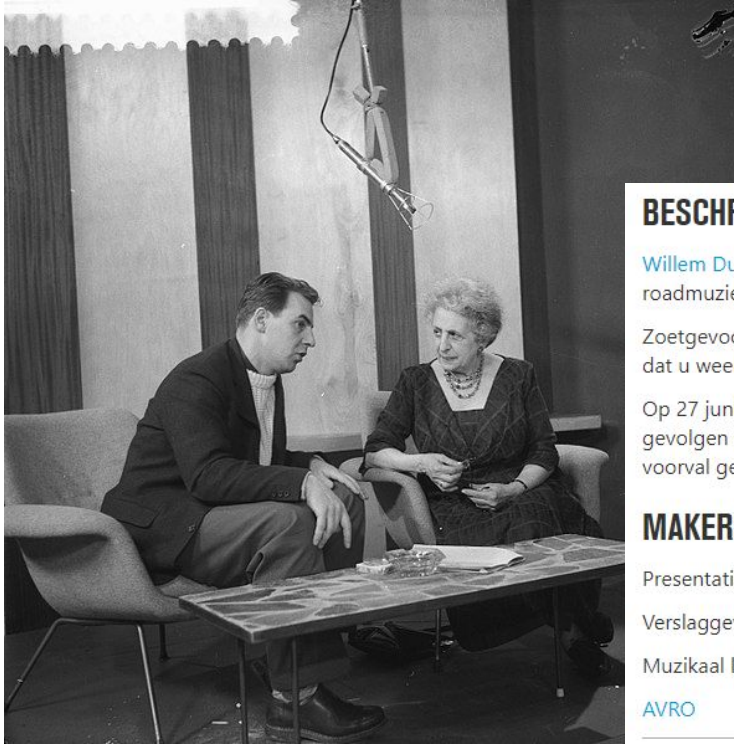 BESCHR
Willem Du
roadmuzie
Zoetgevoo
dat u wee
Op 27 jun
gevolgen
voorval ge
MAKER
Presentati
Verslaggev
Muzikaal
AVRO